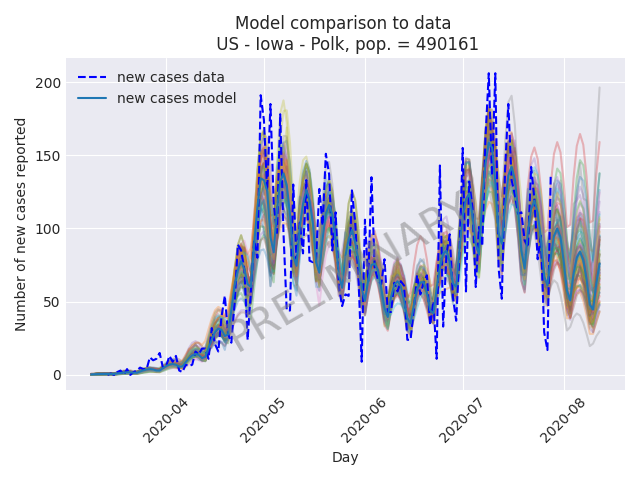 Model comparison to data
US - Iowa - Polk, pop. = 490161
new cases data
new cases model
Number of new cases reported
200
150
100
50
0
PRELIMINARY
2020-04
2020-05
2020-06
2020-07
2020-08
Day